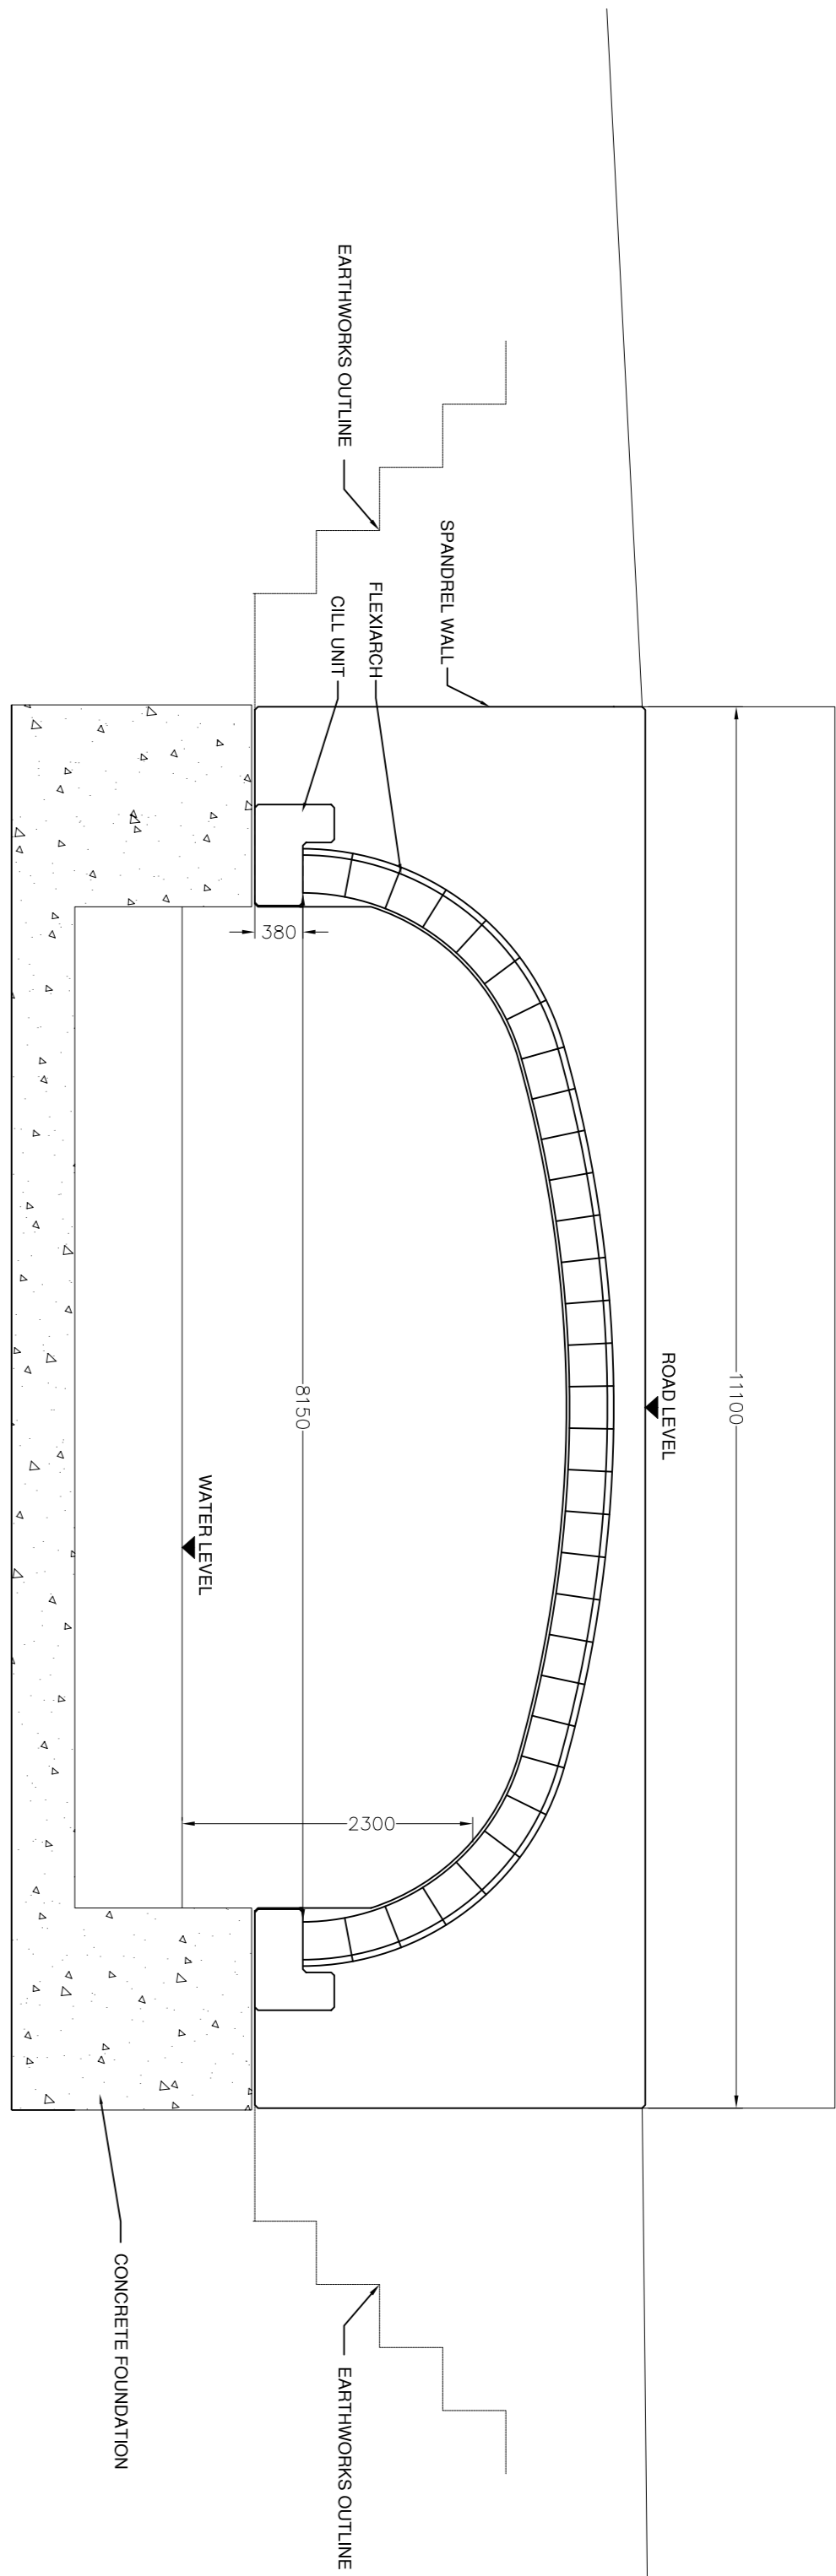 11100
ROAD LEVEL
SPANDREL WALL
FLEXIARCH
CILL UNIT
EARTHWORKS OUTLINE
EARTHWORKS OUTLINE
380
8150
2300
WATER LEVEL
CONCRETE FOUNDATION